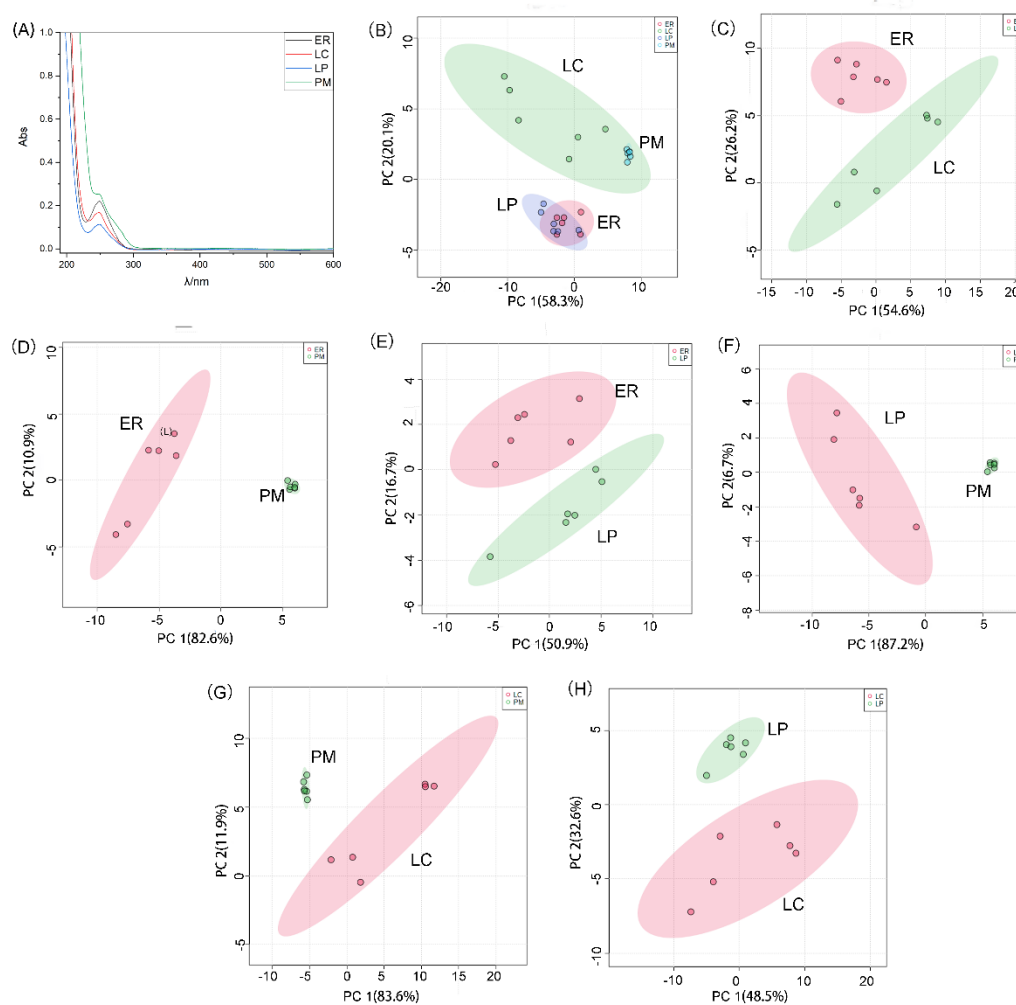 (A)
1.0
0.8
0.6
0.4
0.2
0.0
Abs
200
300
400
500
600
λ/nm
ER
LC
LP
PM
(B)
10
5
0
-5
PC 2(20.1%)
-20
-10
0
10
PC 1(58.3%)
ER
LC
LP
PM
LC
PM
LP
ER
(C)
10
5
0
-5
PC 2(26.2%)
-15
-10
-5
0
5
10
15
20
PC 1(54.6%)
ER
LC
(D)
10
5
0
-5
PC 2(10.9%)
-10
-5
0
5
PC 1(82.6%)
ER
PM
ER
(L)
PM
(E)
4
2
0
-2
-4
-6
PC 2(16.7%)
-10
-5
0
5
10
PC 1(50.9%)
ER
LP
ER
LP
(F)
6
4
2
0
-2
-4
-6
-8
PC 2(6.7%)
-10
-5
0
5
PC 1(87.2%)
LP
PM
(G)
10
5
0
-5
PC 2(11.9%)
-10
-5
0
5
10
15
20
PC 1(83.6%)
LC
PM
PM
LC
(H)
5
0
-5
-10
PC 2(32.6%)
-10
0
10
20
PC 1(48.5%)
LC
LP
LP
LC